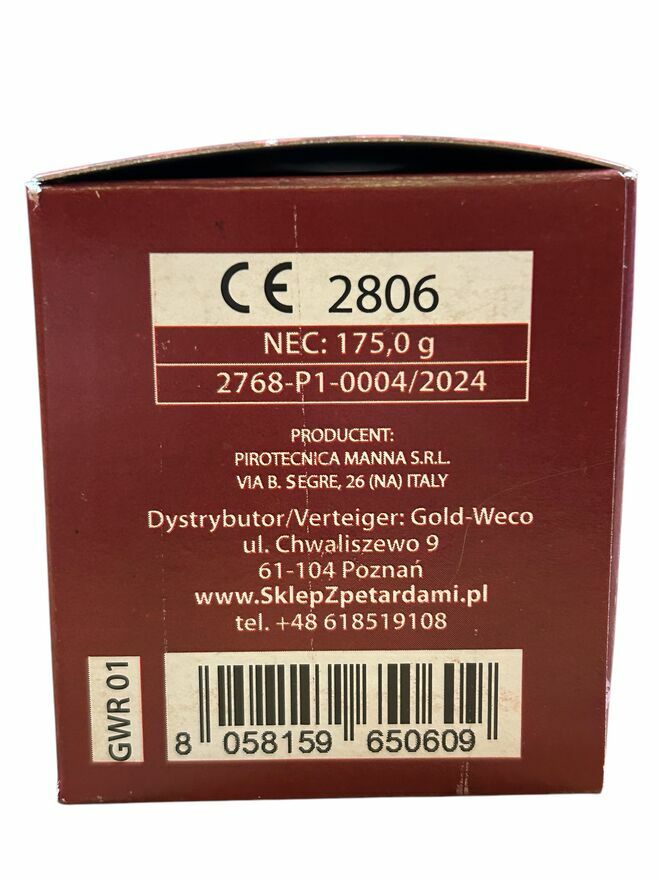 CE 2806
NEC: 175,0 g
2768-P1-0004/2024
PRODUCENT:
PIROTECNICA MANNA S.R.L.
VIA B. SEGRE, 26 (NA) ITALY
Dystrybutor/Verteiger: Gold-Weco
ul. Chwaliszewo 9
61-104 Poznań
www.SklepZpetardami.pl
tel. +48 618519108
GWR 01
8 058159 650609